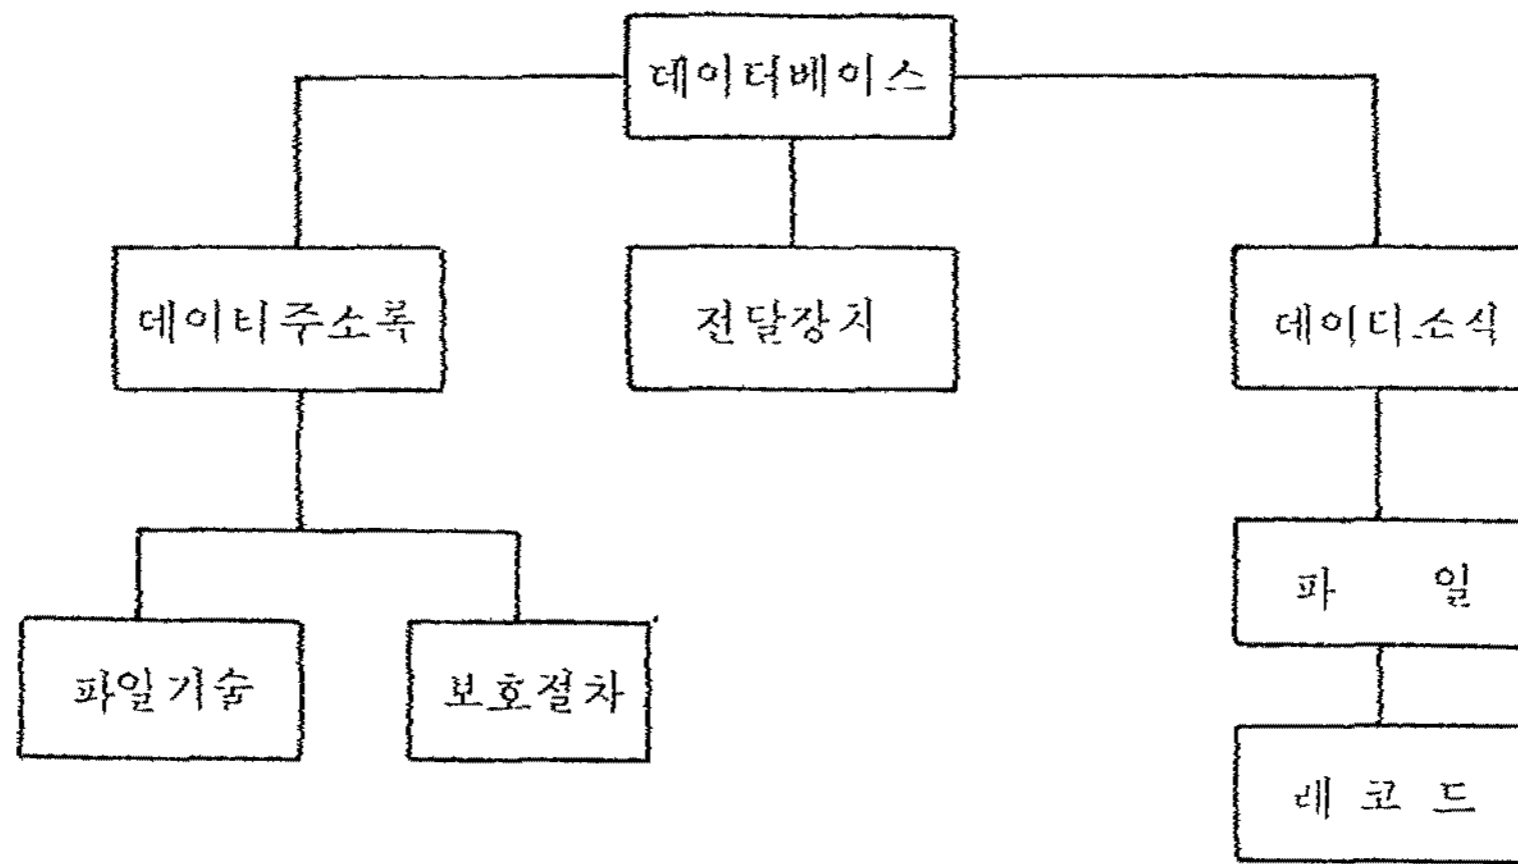 데이터베이스
데이터주소록
전달장치
데이터소식
파 일
파일기술
보호절차
레 코 드